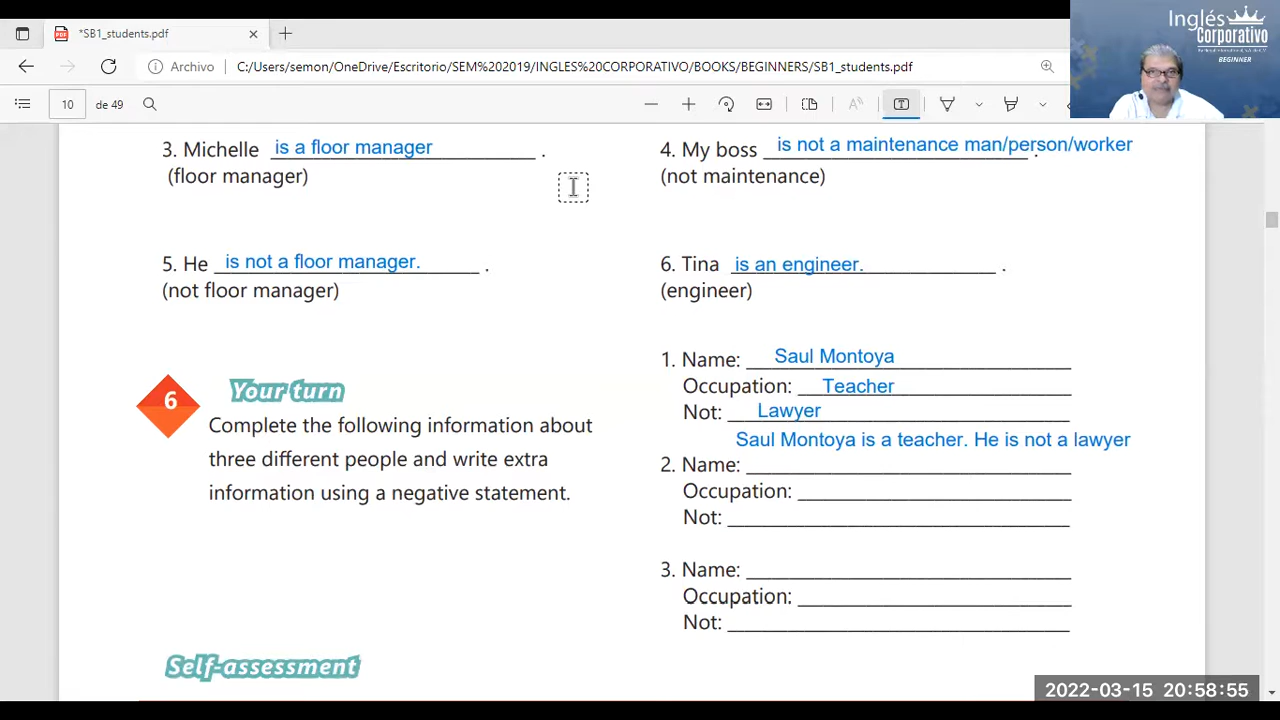 *SB1_students.pdf
Archivo C:/Users/semon/OneDrive/Escritorio/SEM%202019/INGLES%20CORPORATIVO/BOOKS/BEGINNERS/SB1_students.pdf
Inglés
Corporativo
BEGINNER
10 de 49
3. Michelle is a floor manager .
(floor manager)
4. My boss is not a maintenance man/person/worker .
(not maintenance)
5. He is not a floor manager. .
(not floor manager)
6. Tina is an engineer. .
(engineer)
6 Your turn
Complete the following information about
three different people and write extra
information using a negative statement.
1. Name: Saul Montoya
Occupation: Teacher
Not: Lawyer
Saul Montoya is a teacher. He is not a lawyer
2. Name:
Occupation:
Not:
3. Name:
Occupation:
Not:
Self-assessment
2022-03-15 20:58:55